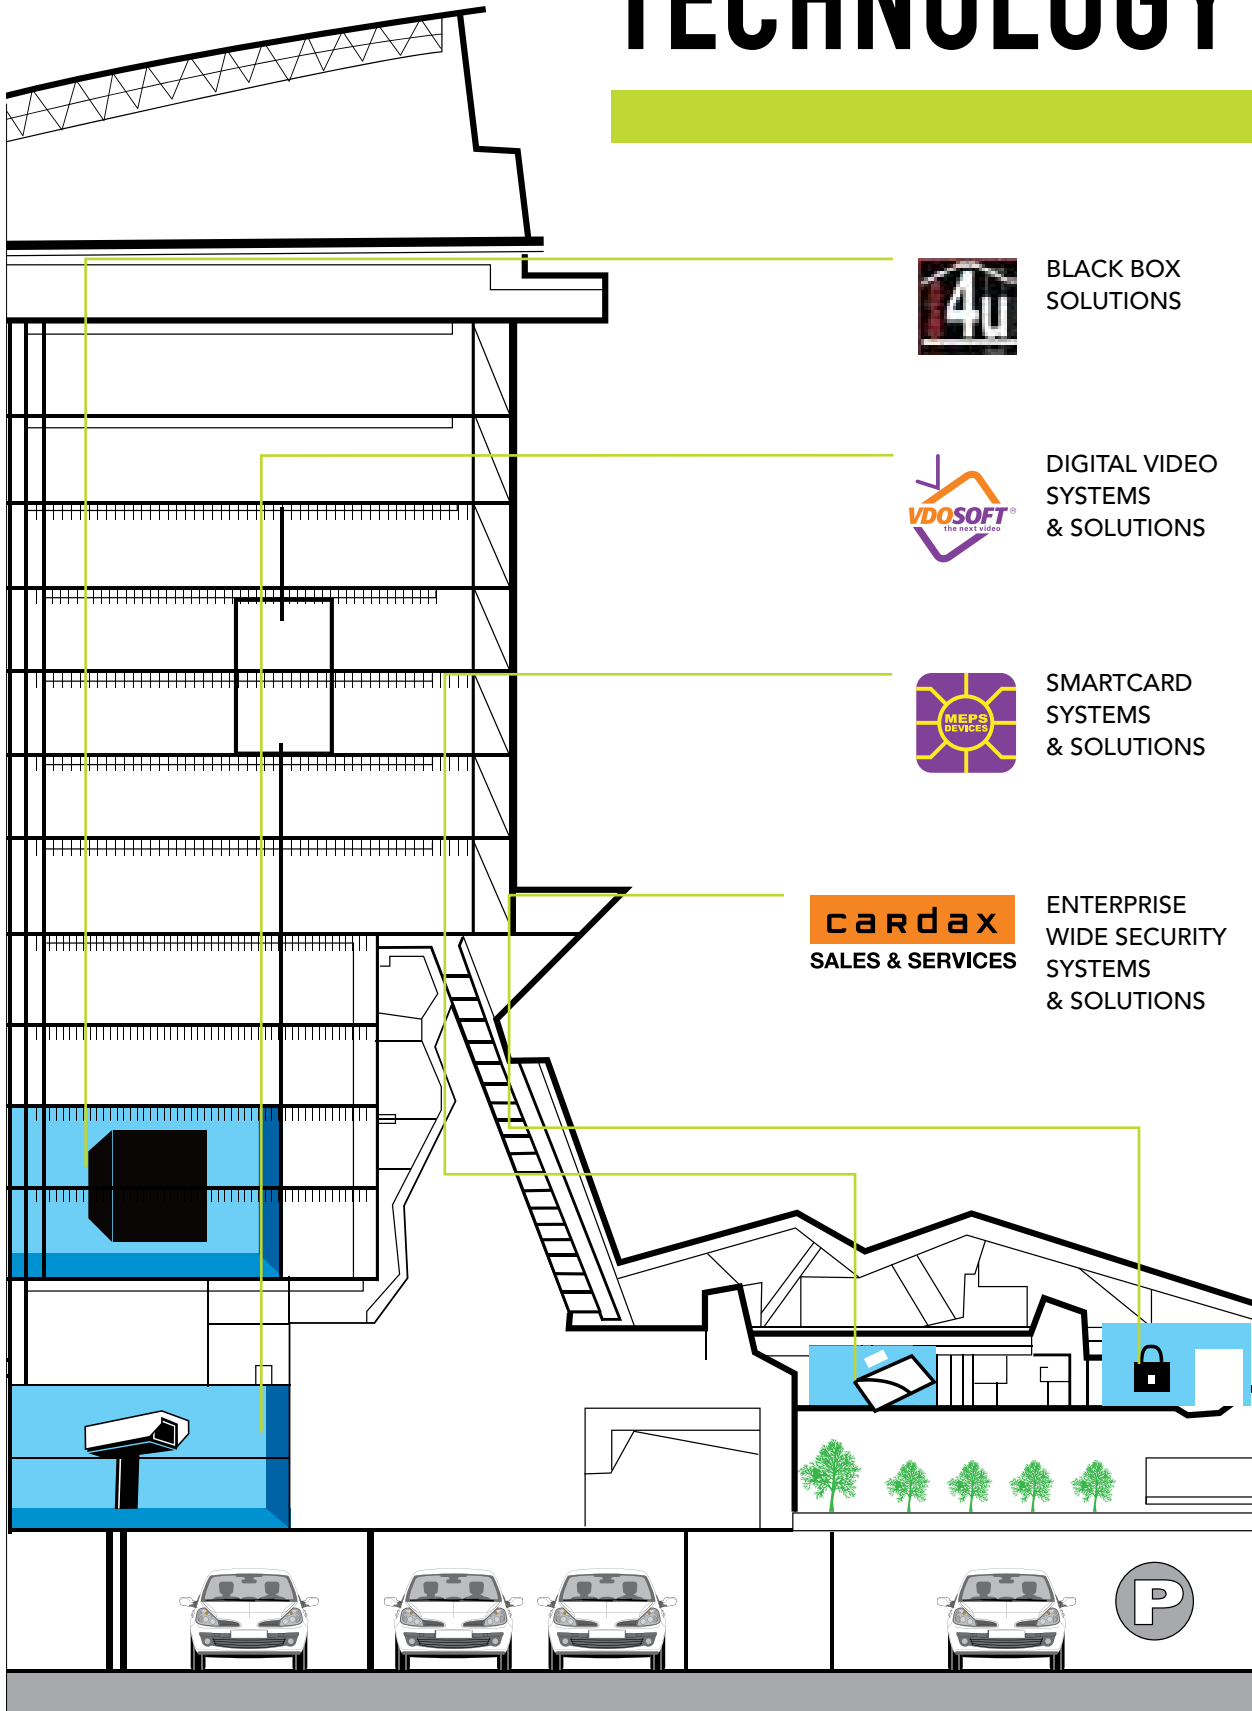 TECHNOLOGY
i4u
BLACK BOX
SOLUTIONS
VDOSOFT®
the next video
DIGITAL VIDEO
SYSTEMS
& SOLUTIONS
MEPS
DEVICES
SMARTCARD
SYSTEMS
& SOLUTIONS
cardax
SALES & SERVICES
ENTERPRISE
WIDE SECURITY
SYSTEMS
& SOLUTIONS
P